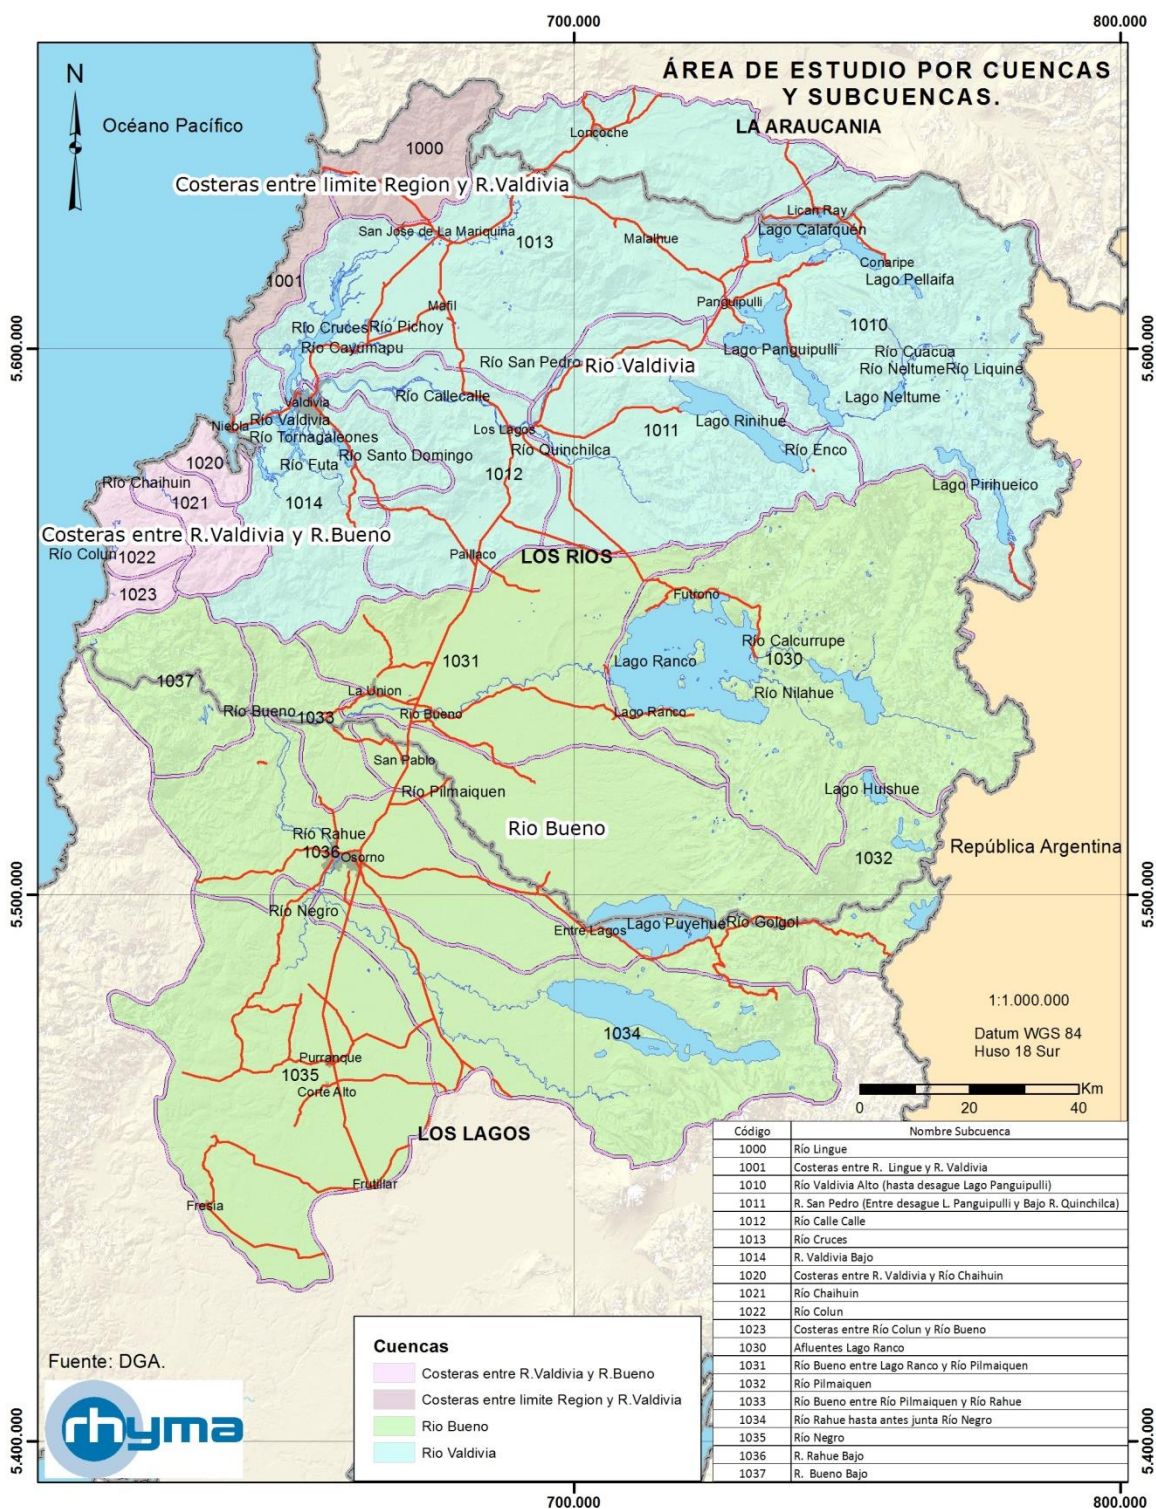 700.000
800.000
ÁREA DE ESTUDIO POR CUENCAS
Y SUBCUENCAS.
N
Océano Pacífico
LA ARAUCANIA
Loncoche
1000
Costeras entre limite Region y R.Valdivia
Lican Ray
San Jose de La Mariquina
1013
Malalhue
Lago Calafquén
Coñaripe
1001
Lago Pellaifa
Mafil
Panguipulli
Río Cruces
Río Pichoy
1010
5.600.000
Río Cayumapu
Lago Panguipulli
Río Cuacua
5.600.000
Río San Pedro
Rio Valdivia
Río Neltume
Río Liquine
Valdivia
Río Callecalle
Lago Neltume
Niebla
Río Valdivia
Los Lagos
1011
Lago Rinihue
Río Tornagaleones
Río Quinchilca
Río Enco
1020
Río Futa
Río Santo Domingo
Río Chaihuin
1012
Lago Pirihueico
1021
1014
Costeras entre R.Valdivia y R.Bueno
Río Colun
1022
Paillaco
LOS RIOS
1023
Futrono
Río Calcurrupe
1031
Lago Ranco
1030
1037
La Union
Río Nilahue
Río Bueno
1033
Rio Bueno
Lago Ranco
San Pablo
Río Pilmaiquen
Lago Huishue
Río Rahue
Rio Bueno
1036
Osorno
1032
República Argentina
5.500.000
5.500.000
Río Negro
Entre Lagos
Lago Puyehue
Río Golgol
1:1.000.000
1034
Datum WGS 84
Huso 18 Sur
Purranque
1035
Corte Alto
Km
0
20
40
LOS LAGOS
Frutillar
Fresia
Código Nombre Subcuenca
1000 Río Lingue
1001 Costeras entre R. Lingue y R. Valdivia
1010 Río Valdivia Alto (hasta desague Lago Panguipulli)
1011 R. San Pedro (Entre desague L. Panguipulli y Bajo R. Quinchilca)
1012 Río Calle Calle
1013 Río Cruces
1014 R. Valdivia Bajo
1020 Costeras entre R. Valdivia y Río Chaihuin
1021 Río Chaihuin
1022 Río Colun
1023 Costeras entre Río Colun y Río Bueno
1030 Afluentes Lago Ranco
1031 Río Bueno entre Lago Ranco y Río Pilmaiquen
1032 Río Pilmaiquen
1033 Río Bueno entre Río Pilmaiquen y Río Rahue
1034 Río Rahue hasta antes junta Río Negro
1035 Río Negro
1036 R. Rahue Bajo
1037 R. Bueno Bajo
Cuencas
Costeras entre R.Valdivia y R.Bueno
Costeras entre limite Region y R.Valdivia
Rio Bueno
Rio Valdivia
Fuente: DGA.
rhyma
5.400.000
5.400.000
700.000
800.000